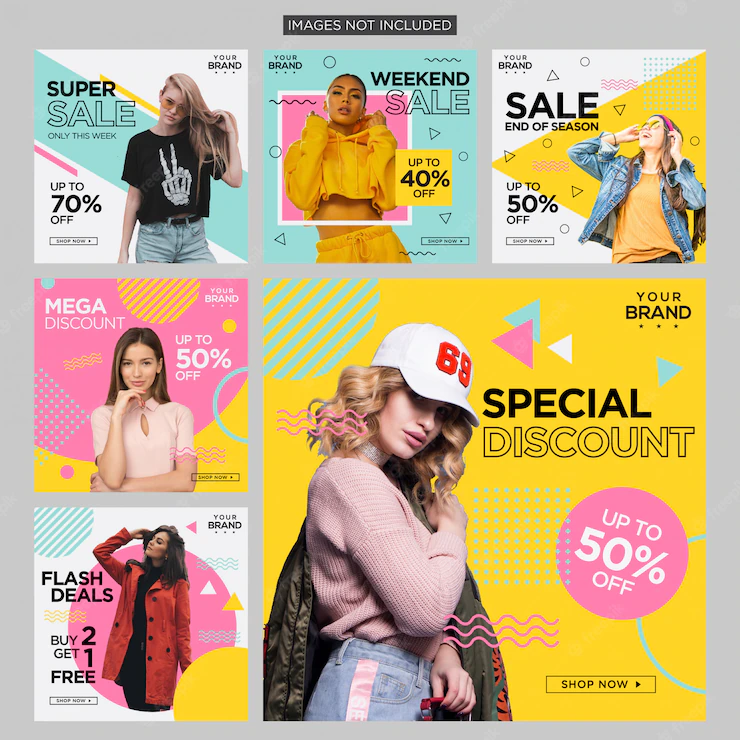 IMAGES NOT INCLUDED
YOUR
BRAND
SUPER
SALE
ONLY THIS WEEK
UP TO
70%
OFF
SHOP NOW
YOUR
BRAND
WEEKEND
SALE
UP TO
40%
OFF
SHOP NOW
YOUR
BRAND
SALE
END OF SEASON
UP TO
50%
OFF
SHOP NOW
MEGA
DISCOUNT
YOUR
BRAND
UP TO
50%
OFF
SHOP NOW
YOUR
BRAND
69
SPECIAL
DISCOUNT
UP TO
50%
OFF
SHOP NOW
YOUR
BRAND
FLASH
DEALS
BUY 2
GET 1
FREE
SHOP NOW